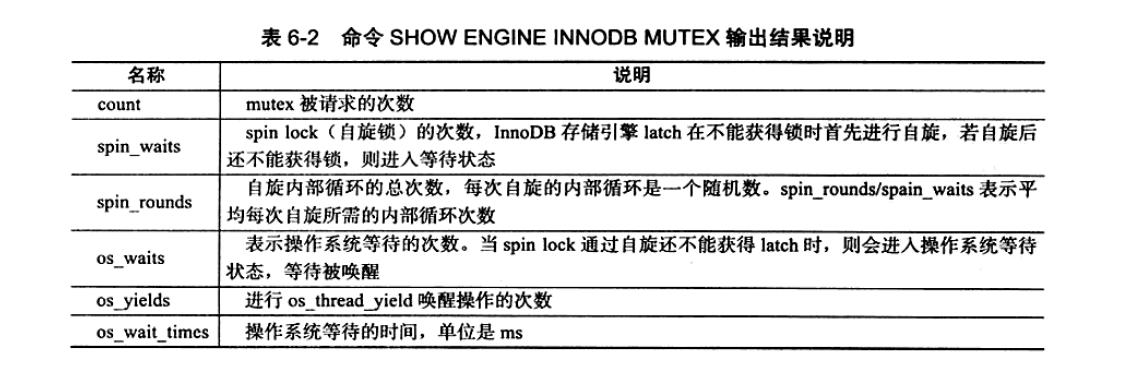 表 6-2 命令 SHOW ENGINE INNODB MUTEX 输出结果说明
名称 说明
count mutex 被请求的次数
spin_waits spin lock（自旋锁）的次数，InnoDB 存储引擎 latch 在不能获得锁时首先进行自旋，若自旋后
还不能获得锁，则进入等待状态
spin_rounds 自旋内部循环的总次数，每次自旋的内部循环是一个随机数。spin_rounds/spain_waits 表示平
均每次自旋所需的内部循环次数
os_waits 表示操作系统等待的次数。当 spin lock 通过自旋还不能获得 latch 时，则会进入操作系统等待
状态，等待被唤醒
os_yields 进行 os_thread_yield 唤醒操作的次数
os_wait_times 操作系统等待的时间，单位是 ms